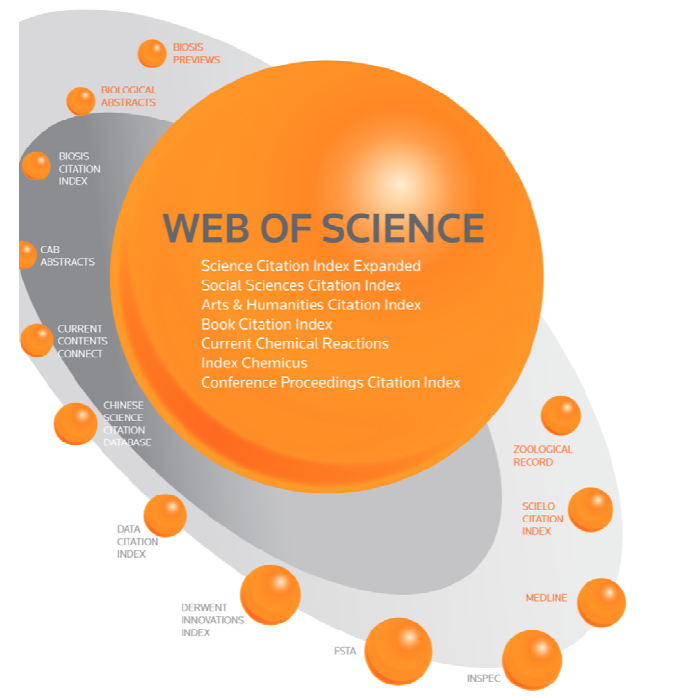 BIOSIS
PREVIEWS
BIOLOGICAL
ABSTRACTS
BIOSIS
CITATION
INDEX
CAB
ABSTRACTS
CURRENT
CONTENTS
CONNECT
CHINESE
SCIENCE
CITATION
DATABASE
DATA
CITATION
INDEX
DERWENT
INNOVATIONS
INDEX
FSTA
INSPEC
MEDLINE
SCIELO
CITATION
INDEX
ZOOLOGICAL
RECORD
WEB OF SCIENCE
Science Citation Index Expanded
Social Sciences Citation Index
Arts & Humanities Citation Index
Book Citation Index
Current Chemical Reactions
Index Chemicus
Conference Proceedings Citation Index